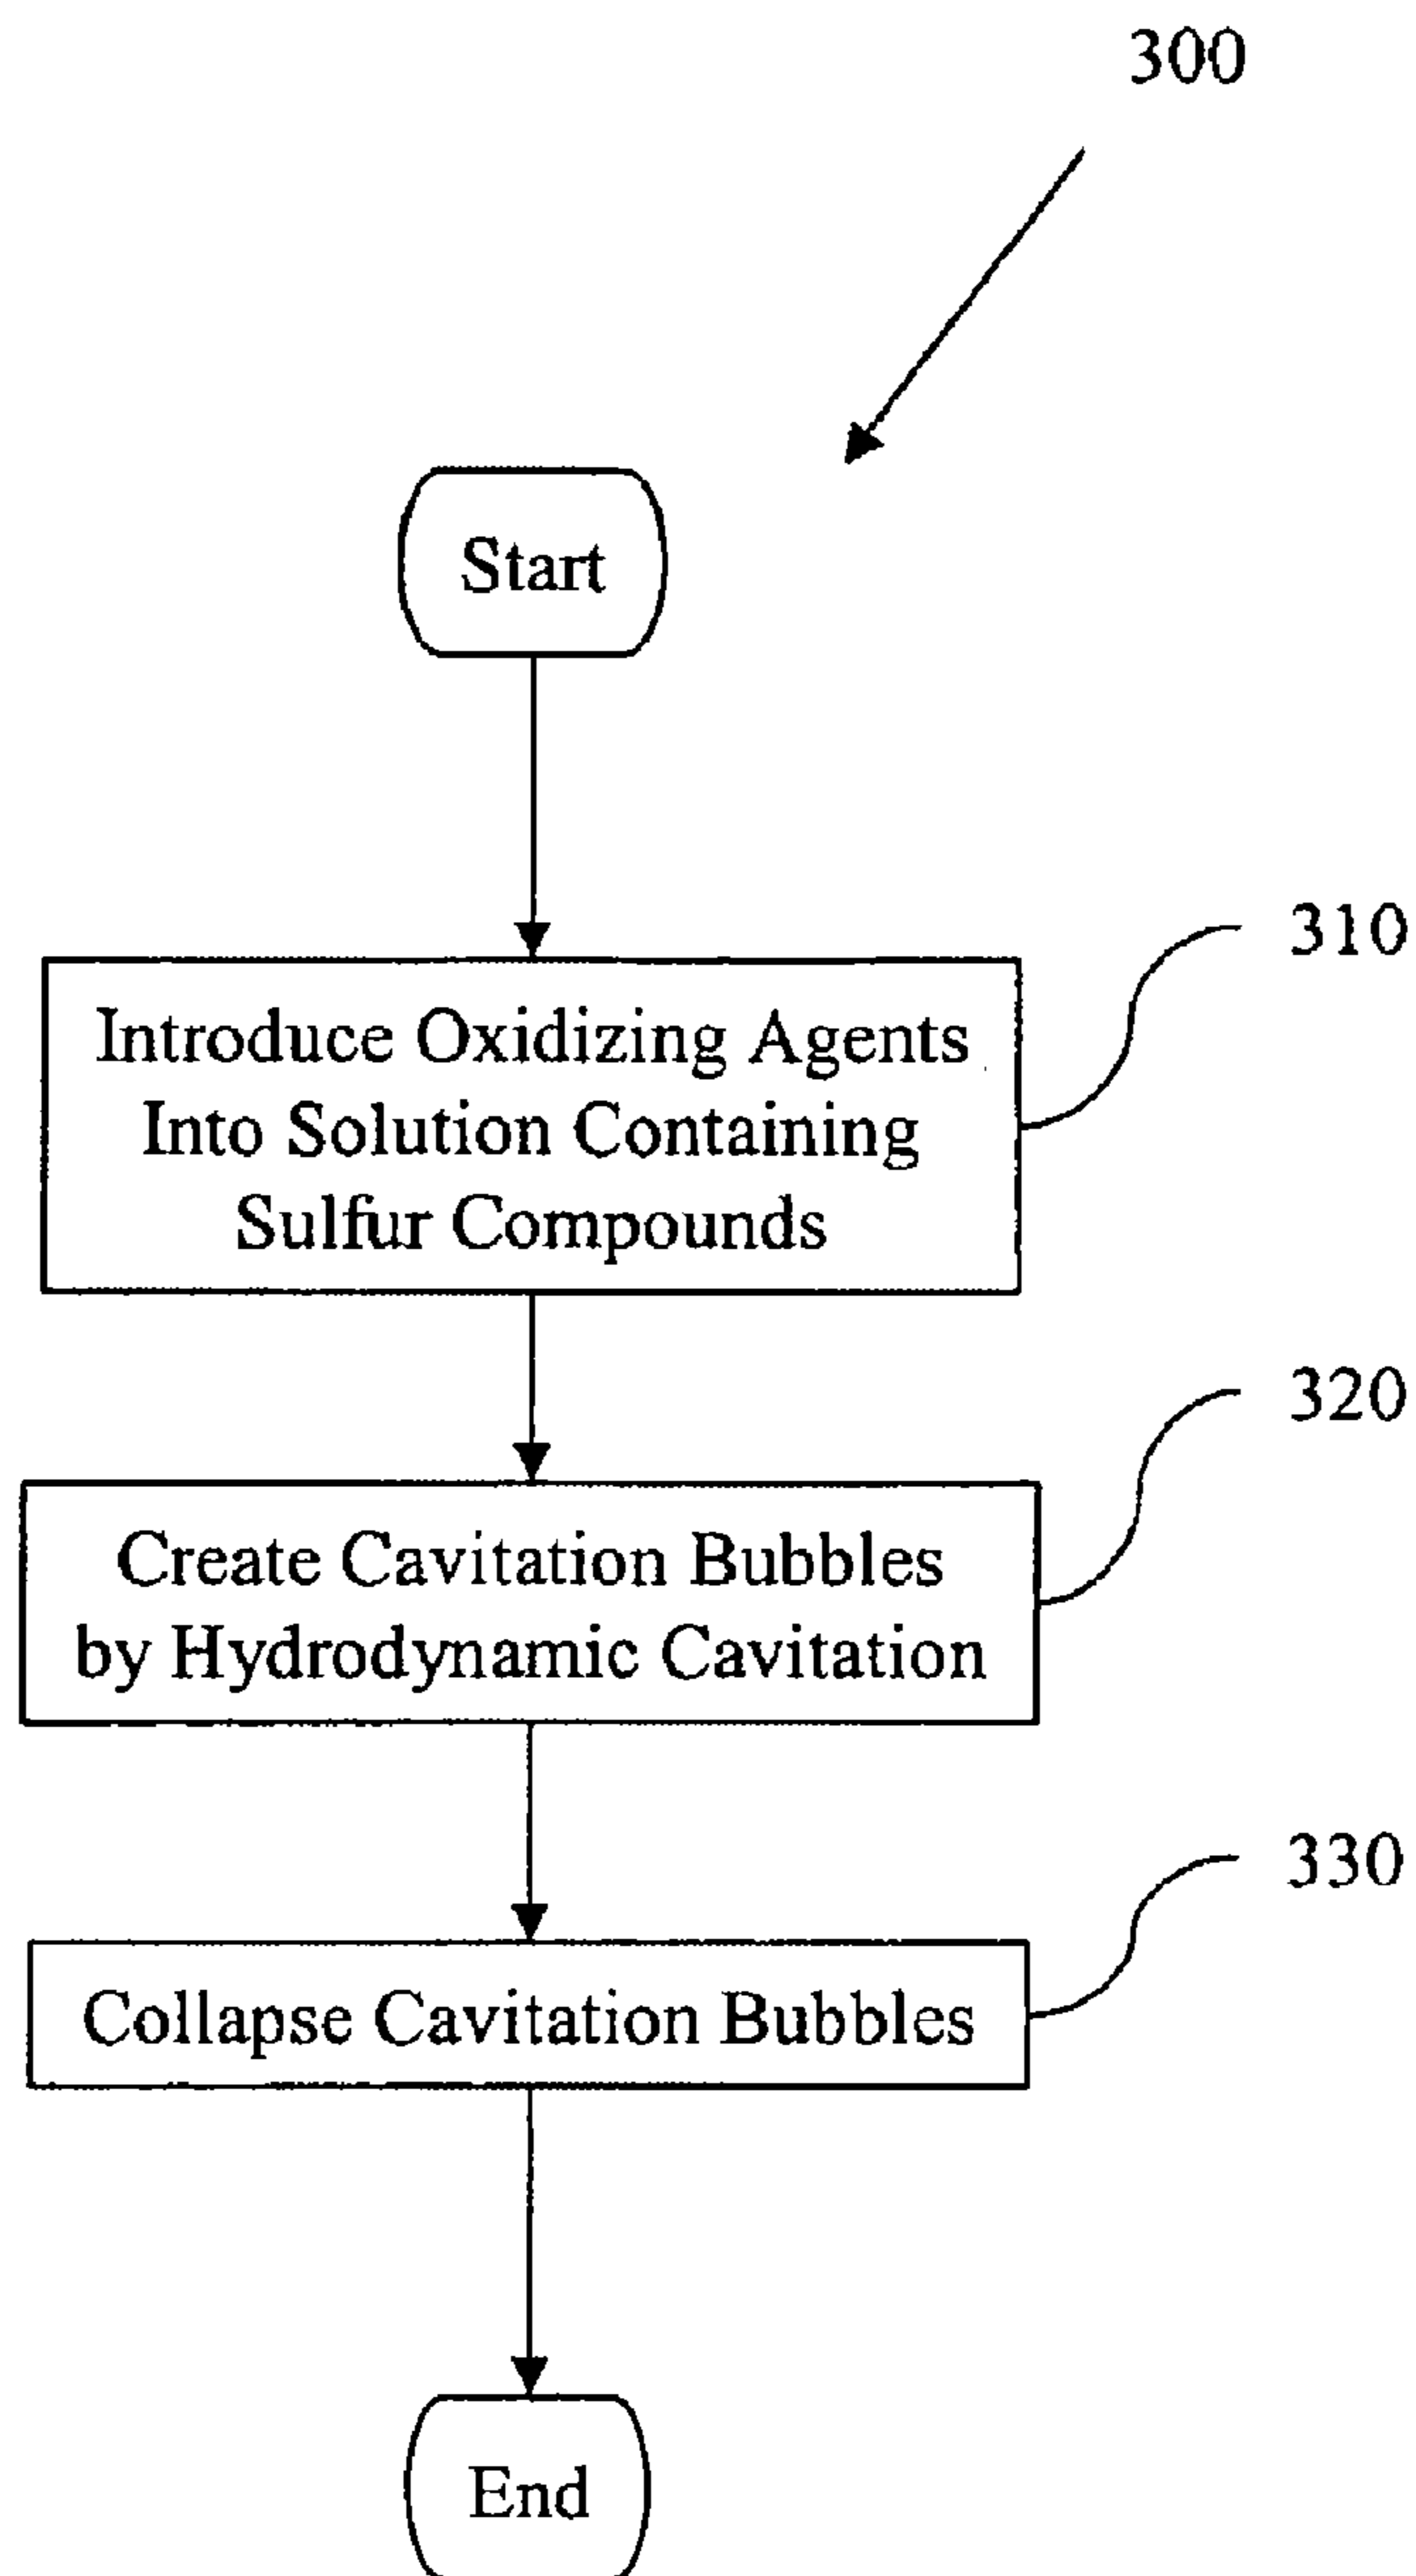 300
Start
310
Introduce Oxidizing Agents
Into Solution Containing
Sulfur Compounds
320
Create Cavitation Bubbles
by Hydrodynamic Cavitation
330
Collapse Cavitation Bubbles
End